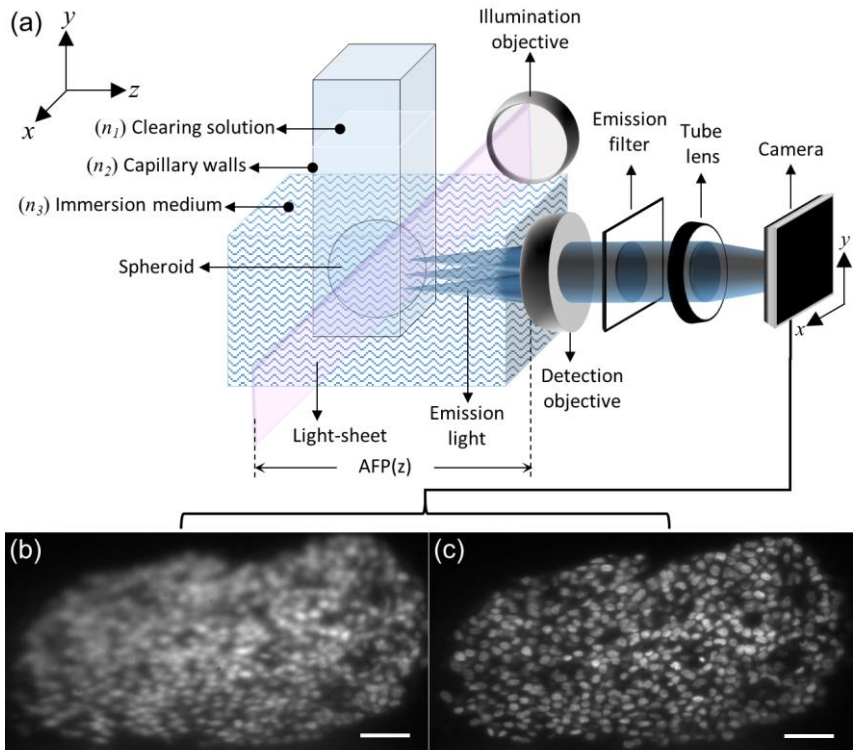 (a)
y
z
x
Illumination
objective
(n1) Clearing solution
(n2) Capillary walls
(n3) Immersion medium
Spheroid
Emission
filter
Tube
lens
Camera
y
x
Detection
objective
Light-sheet
Emission
light
AFP(z)
(b)
(c)